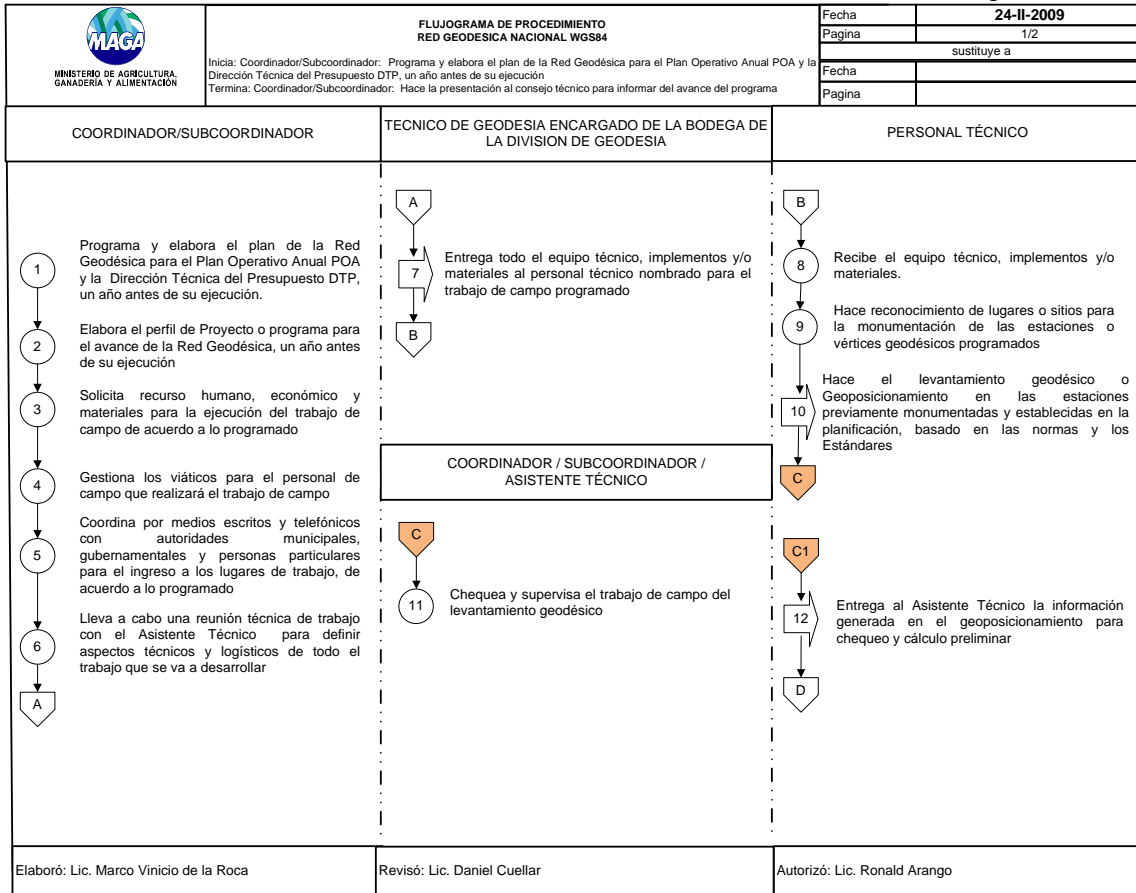 MAGA
MINISTERIO DE AGRICULTURA,
GANADERÍA Y ALIMENTACIÓN
FLUJOGRAMA DE PROCEDIMIENTO
RED GEODESICA NACIONAL WGS84
Inicia: Coordinador/Subcoordinador: Programa y elabora el plan de la Red Geodésica para el Plan Operativo Anual POA y la
Dirección Técnica del Presupuesto DTP, un año antes de su ejecución
Termina: Coordinador/Subcoordinador: Hace la presentación al consejo técnico para informar del avance del programa
Fecha 24-II-2009
Pagina 1/2
sustituye a
Fecha
Pagina
COORDINADOR/SUBCOORDINADOR
1
Programa y elabora el plan de la Red
Geodésica para el Plan Operativo Anual POA
y la Dirección Técnica del Presupuesto DTP,
un año antes de su ejecución.
2
Elabora el perfil de Proyecto o programa para
el avance de la Red Geodésica, un año antes
de su ejecución
3
Solicita recurso humano, económico y
materiales para la ejecución del trabajo de
campo de acuerdo a lo programado
4
Gestiona los viáticos para el personal de
campo que realizará el trabajo de campo
5
Coordina por medios escritos y telefónicos
con autoridades municipales,
gubernamentales y personas particulares
para el ingreso a los lugares de trabajo, de
acuerdo a lo programado
6
Lleva a cabo una reunión técnica de trabajo
con el Asistente Técnico para definir
aspectos técnicos y logísticos de todo el
trabajo que se va a desarrollar
A
TECNICO DE GEODESIA ENCARGADO DE LA BODEGA DE
LA DIVISION DE GEODESIA
A
7
Entrega todo el equipo técnico, implementos y/o
materiales al personal técnico nombrado para el
trabajo de campo programado
B
COORDINADOR / SUBCOORDINADOR /
ASISTENTE TÉCNICO
C
11
Chequea y supervisa el trabajo de campo del
levantamiento geodésico
PERSONAL TÉCNICO
B
8
Recibe el equipo técnico, implementos y/o
materiales.
9
Hace reconocimiento de lugares o sitios para
la monumentación de las estaciones o
vértices geodésicos programados
10
Hace el levantamiento geodésico o
Geoposicionamiento en las estaciones
previamente monumentadas y establecidas en la
planificación, basado en las normas y los
Estándares
C
C1
12
Entrega al Asistente Técnico la información
generada en el geoposicionamiento para
chequeo y cálculo preliminar
D
Elaboró: Lic. Marco Vinicio de la Roca
Revisó: Lic. Daniel Cuellar
Autorizó: Lic. Ronald Arango